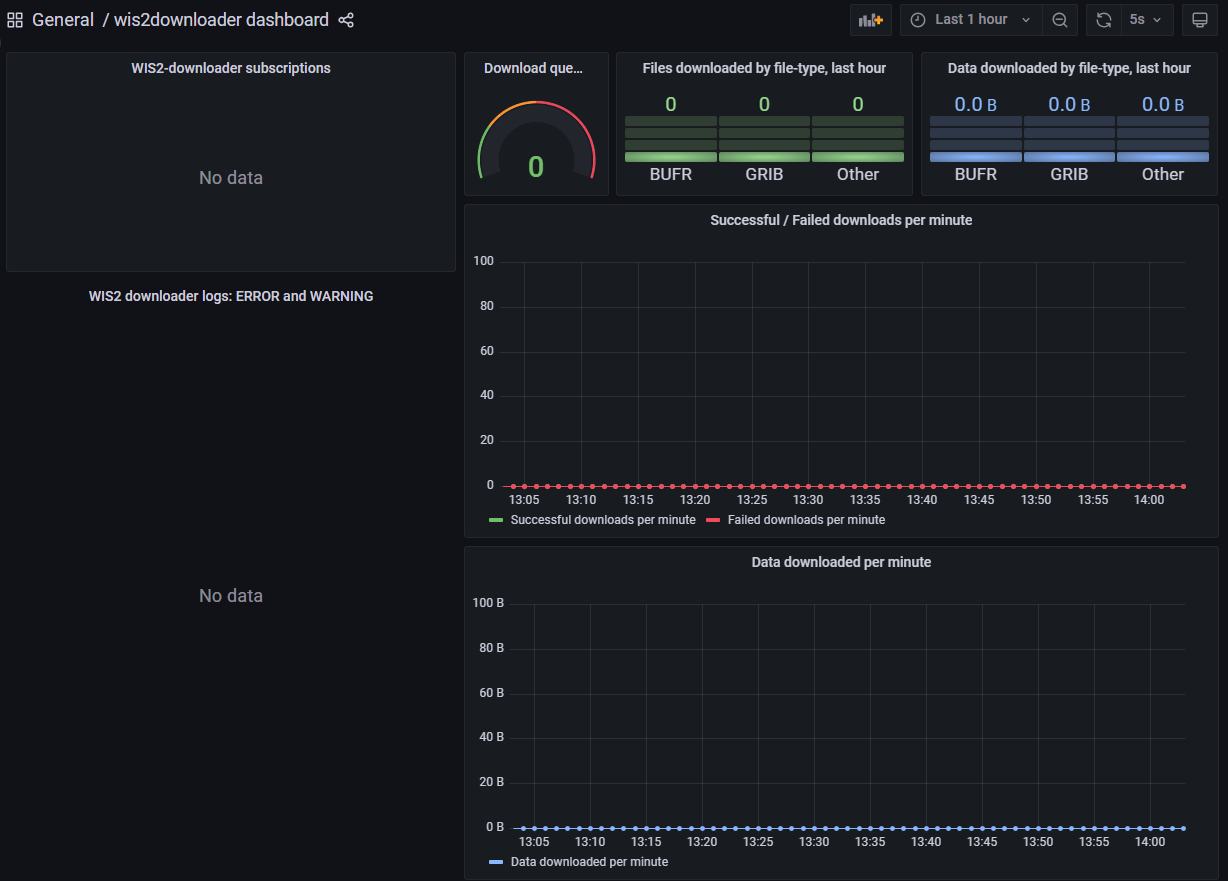 General / wis2downloader dashboard
Last 1 hour
5s
WIS2-downloader subscriptions
No data
WIS2 downloader logs: ERROR and WARNING
No data
Download que...
0
Files downloaded by file-type, last hour
0 0 0
BUFR GRIB Other
Data downloaded by file-type, last hour
0.0 B 0.0 B 0.0 B
BUFR GRIB Other
Successful / Failed downloads per minute
100
80
60
40
20
0
13:05 13:10 13:15 13:20 13:25 13:30 13:35 13:40 13:45 13:50 13:55 14:00
Successful downloads per minute Failed downloads per minute
Data downloaded per minute
100 B
80 B
60 B
40 B
20 B
0 B
13:05 13:10 13:15 13:20 13:25 13:30 13:35 13:40 13:45 13:50 13:55 14:00
Data downloaded per minute